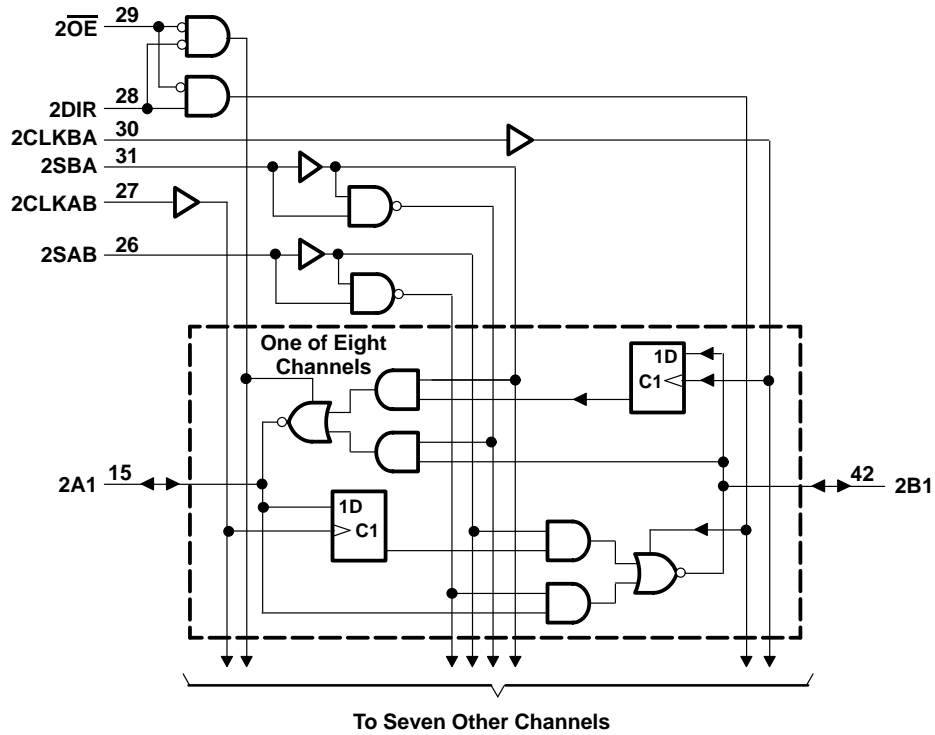 2OE 29
2DIR 28
2CLKBA 30
2SBA 31
2CLKAB 27
2SAB 26
One of Eight
Channels
1D
C1
2A1 15
42 2B1
1D
C1
To Seven Other Channels